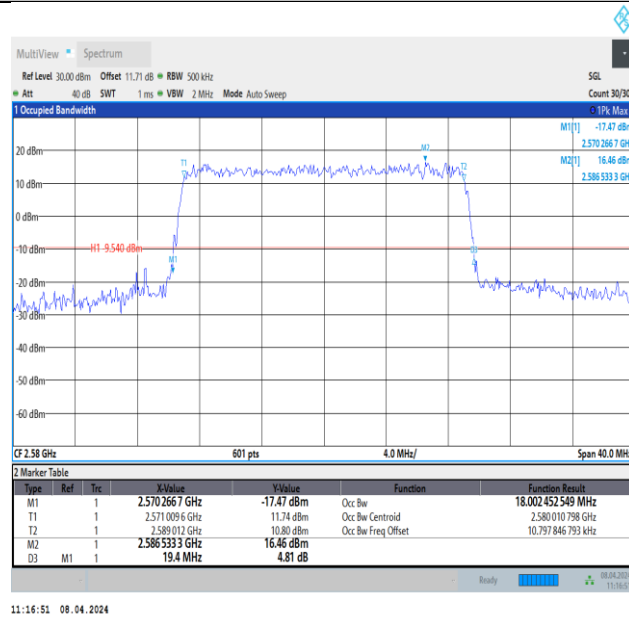 MultiView Spectrum
Ref Level 30.00 dBm Offset 11.71 dB RBW 500 kHz SGL
Att 40 dB SWT 1 ms VBW 2 MHz Mode Auto Sweep Count 30/30
1 Occupied Bandwidth 1Pk Max
M1[1] -17.47 dBm
2.570 266 7 GH
M2[1] 16.46 dBm
2.586 533 3 GH
M2
T1 T2
20 dBm
10 dBm
0 dBm
-10 dBm H1 -9.540 dBm
M1 D3
-20 dBm
-30 dBm
-40 dBm
-50 dBm
-60 dBm
CF 2.58 GHz 601 pts 4.0 MHz/ Span 40.0 MHz
2 Marker Table
Type Ref Trc X-Value Y-Value Function Function Result
M1 1 2.570 266 7 GHz -17.47 dBm Occ Bw 18.002 452 549 MHz
T1 1 2.571 009 6 GHz 11.74 dBm Occ Bw Centroid 2.580 010 798 GHz
T2 1 2.589 012 GHz 10.80 dBm Occ Bw Freq Offset 10.797 846 793 kHz
M2 1 2.586 533 3 GHz 16.46 dBm
D3 M1 1 19.4 MHz 4.81 dB
Ready 08.04.2024
11:16:51
11:16:51 08.04.2024